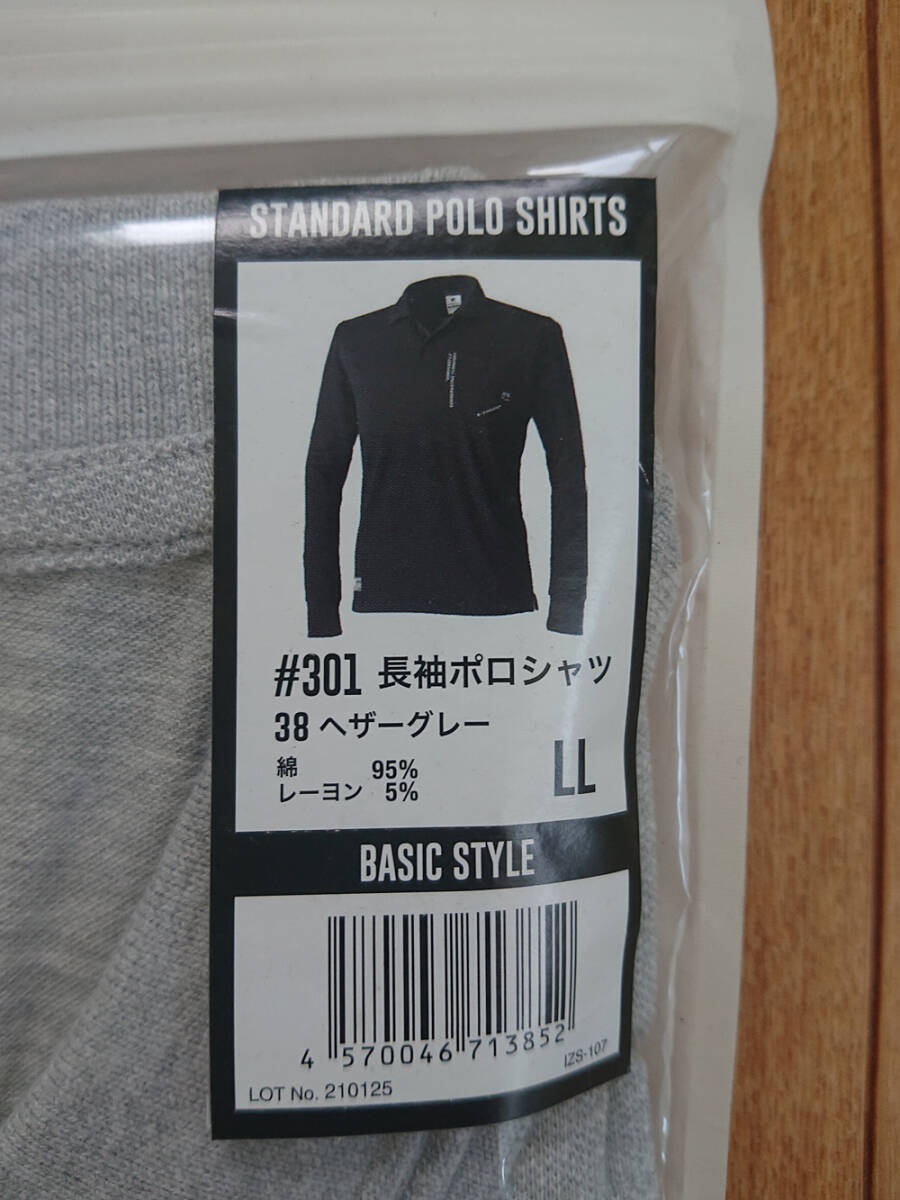 STANDARD POLO SHIRTS
#301 長袖ポロシャツ
38 ヘザーグレー
綿 95%
レーヨン 5%
LL
BASIC STYLE
4 570046 713852
IZS-107
LOT No. 210125